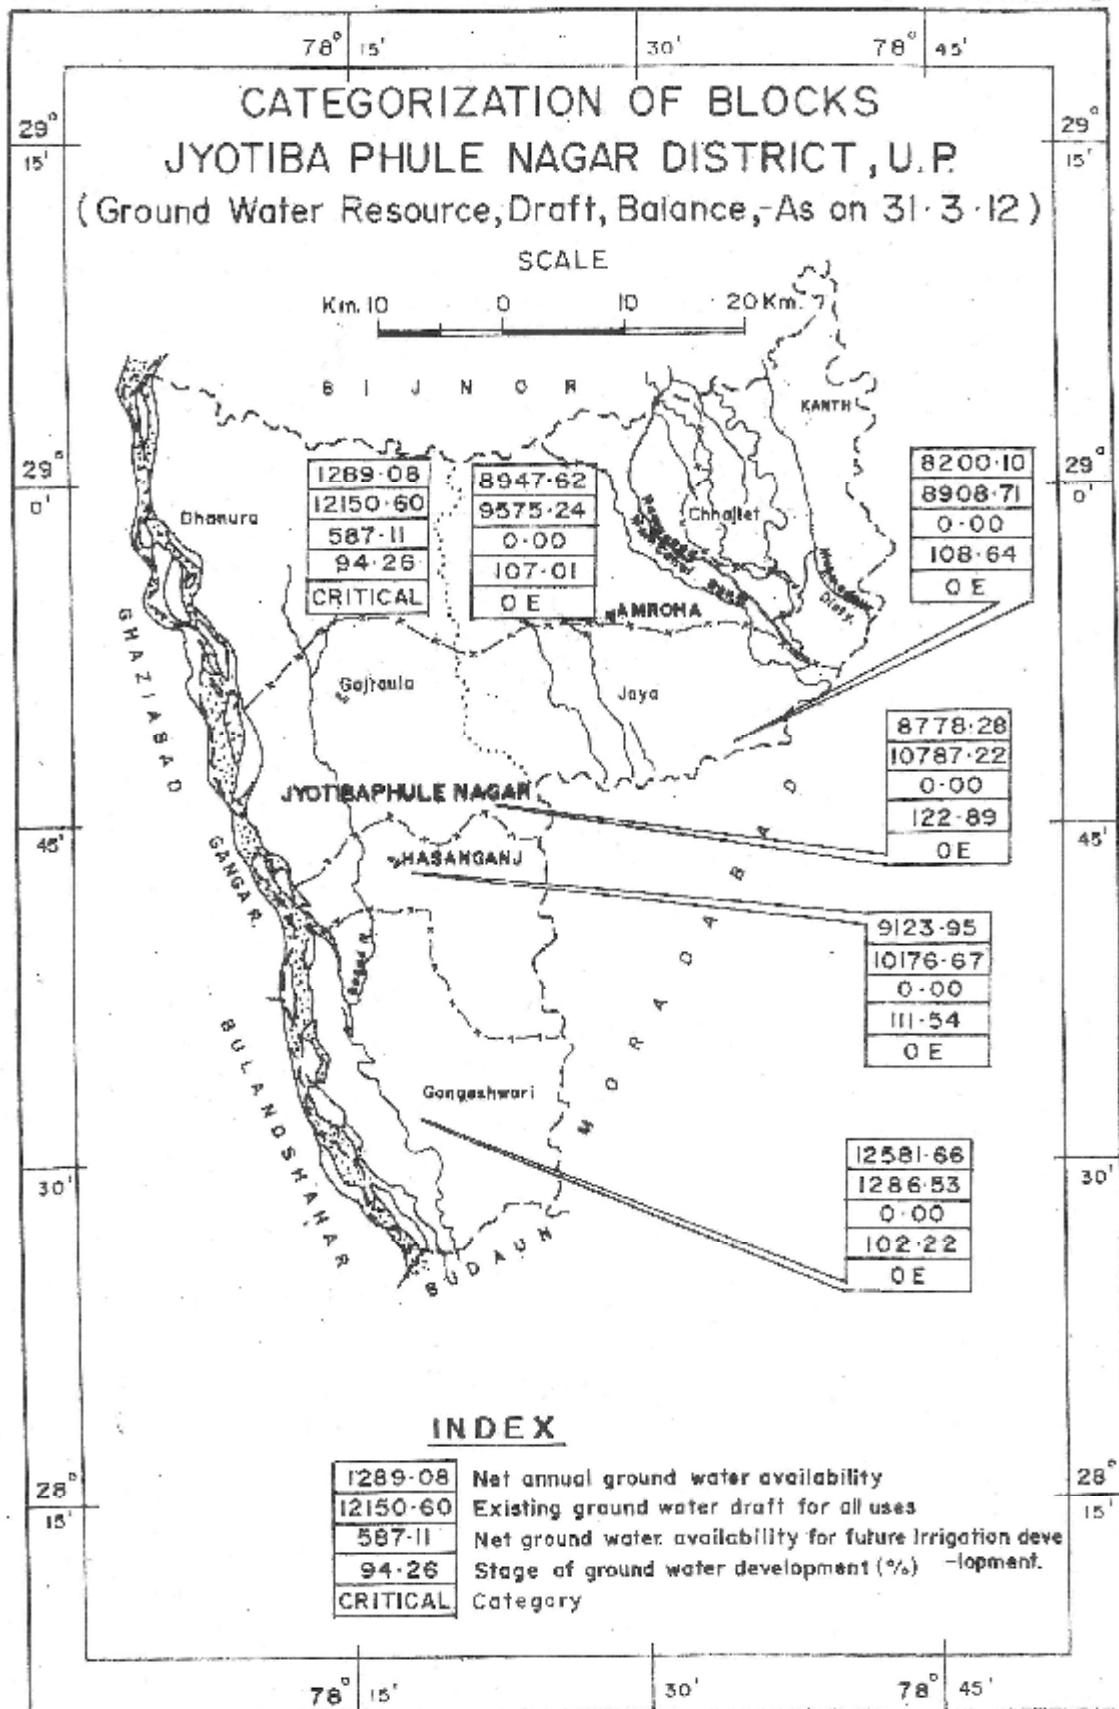 78° 15' 30' 78° 45'
CATEGORIZATION OF BLOCKS
JYOTIBA PHULE NAGAR DISTRICT, U.P.
(Ground Water Resource, Draft, Balance,-As on 31·3·12)
29° 15'
29° 15'
SCALE
Km. 10 0 10 20 Km.
BIJNOR
KANTH
29° 0'
29° 0'
1289·08
12150·60
587·11
94·26
CRITICAL
8947·62
9575·24
0·00
107·01
OE
8200·10
8908·71
0·00
108·64
OE
Dhanura
Chhajlet
Disty.
AMROHA
GHAZIABAD
Gajraula
Joya
8778·28
10787·22
0·00
122·89
OE
JYOTIBAPHULE NAGAR
45'
45'
GANGA R.
HASANGANJ
MORADABAD
9123·95
10176·67
0·00
111·54
OE
BULANDSHAHAR
Gangeshwari
30'
30'
12581·66
1286·53
0·00
102·22
OE
BUDAUN
INDEX
1289·08 Net annual ground water availability
12150·60 Existing ground water draft for all uses
587·11 Net ground water availability for future Irrigation deve
-lopment.
94·26 Stage of ground water development (%)
CRITICAL Category
28° 15'
28° 15'
78° 15' 30' 78° 45'